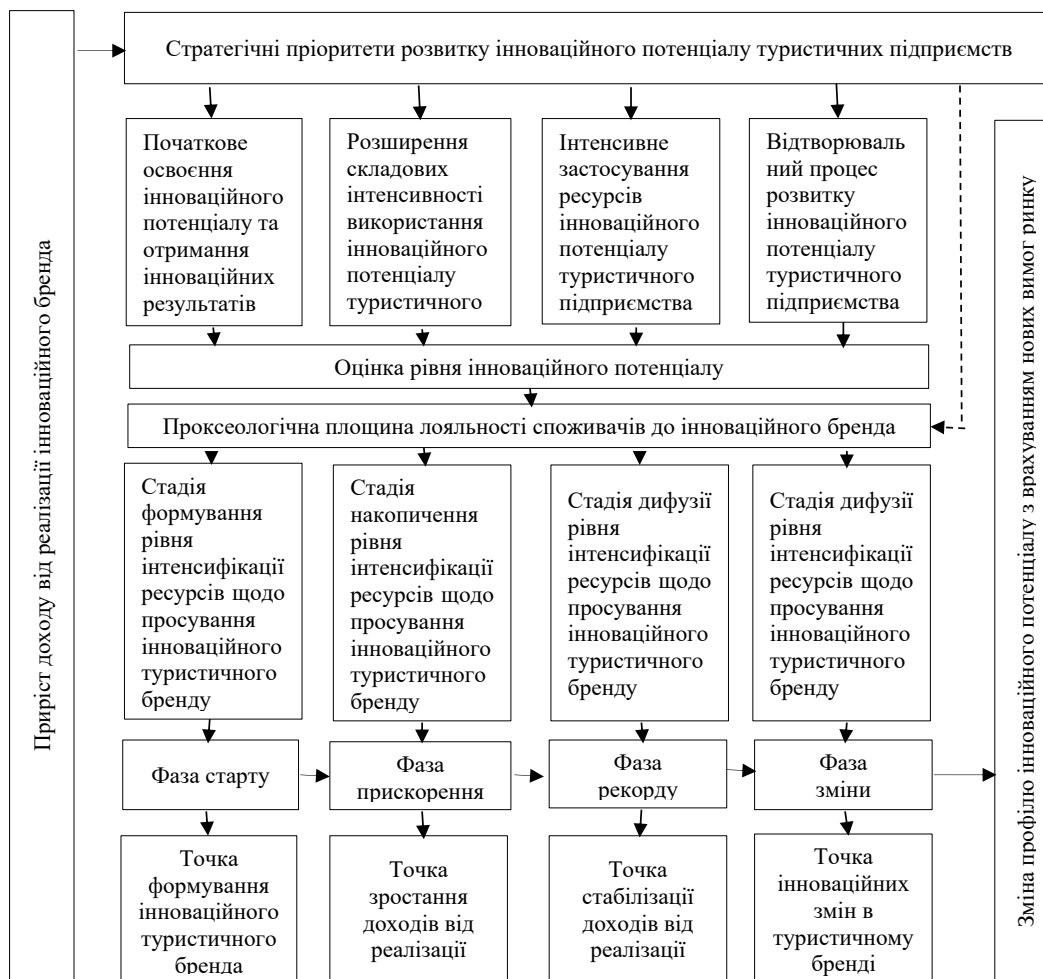 Приріст доходу від реалізації інноваційного бренда
Стратегічні пріоритети розвитку інноваційного потенціалу туристичних підприємств
Початкове
освоєння
інноваційного
потенціалу та
отримання
інноваційних
результатів
Розширення
складових
інтенсивності
використання
інноваційного
потенціалу
туристичного
Інтенсивне
застосування
ресурсів
інноваційного
потенціалу
туристичного
підприємства
Відтворюваль
ний процес
розвитку
інноваційного
потенціалу
туристичного
підприємства
Оцінка рівня інноваційного потенціалу
Проксеологічна площина лояльності споживачів до інноваційного бренда
Стадія
формування
рівня
інтенсифікації
ресурсів щодо
просування
інноваційного
туристичного
бренду
Стадія
накопичення
рівня
інтенсифікації
ресурсів щодо
просування
інноваційного
туристичного
бренду
Стадія дифузії
рівня
інтенсифікації
ресурсів щодо
просування
інноваційного
туристичного
бренду
Стадія дифузії
рівня
інтенсифікації
ресурсів щодо
просування
інноваційного
туристичного
бренду
Фаза старту
Фаза
прискорення
Фаза
рекорду
Фаза
зміни
Точка
формування
інноваційного
туристичного
бренда
Точка
зростання
доходів від
реалізації
Точка
стабілізації
доходів від
реалізації
Точка
інноваційних
змін в
туристичному
бренді
Зміна профілю інноваційного потенціалу з врахуванням нових вимог ринку